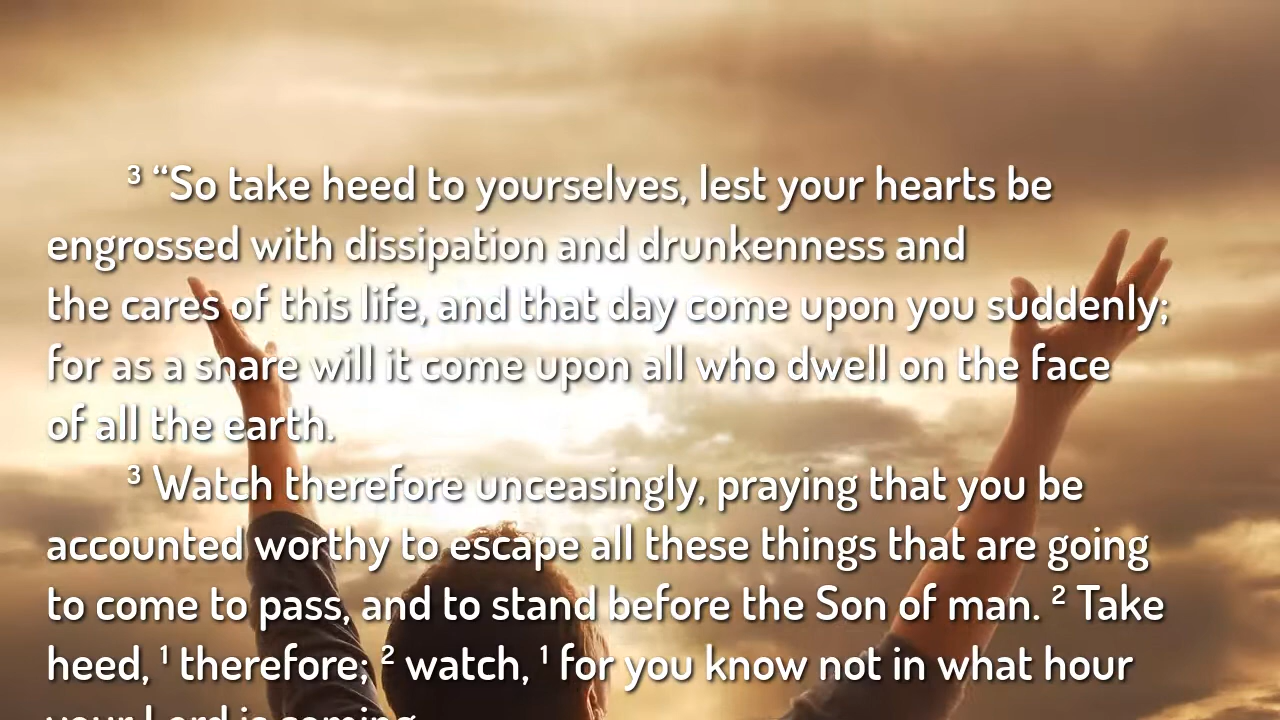 ³ “So take heed to yourselves, lest your hearts be
engrossed with dissipation and drunkenness and
the cares of this life, and that day come upon you suddenly;
for as a snare will it come upon all who dwell on the face
of all the earth.
³ Watch therefore unceasingly, praying that you be
accounted worthy to escape all these things that are going
to come to pass, and to stand before the Son of man. ² Take
heed, ¹ therefore; ² watch, ¹ for you know not in what hour
your Lord is coming